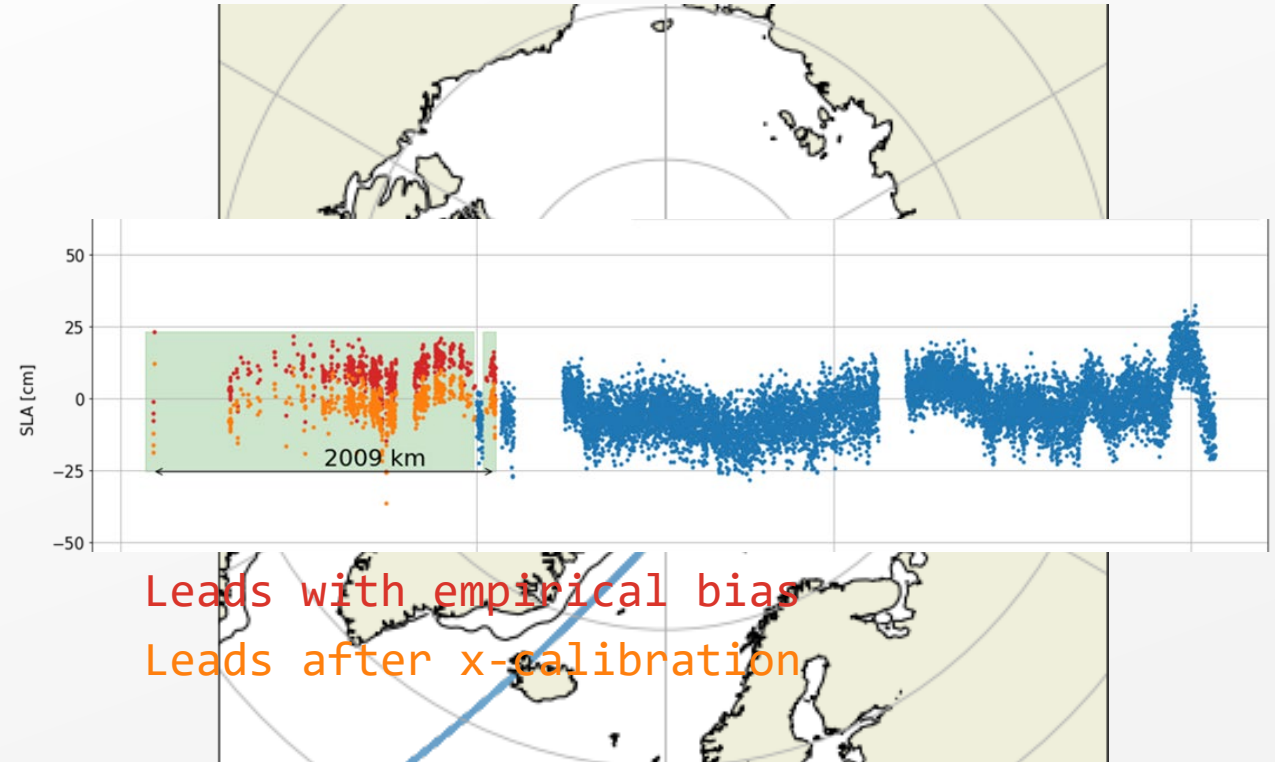 50
25
0
−25
−50
SLA [cm]
2009 km
Leads with empirical bias
Leads after x-calibration